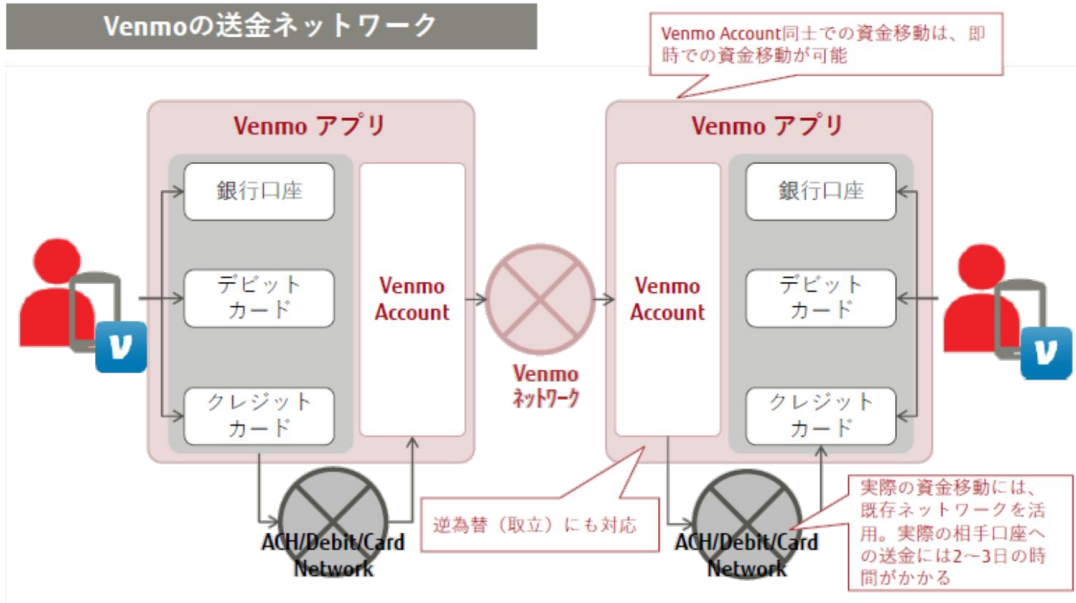 Venmoの送金ネットワーク
Venmo Account同士での資金移動は、即
時での資金移動が可能
Venmo アプリ
銀行口座
デビット
カード
クレジット
カード
Venmo
Account
Venmo
ネットワーク
Venmo アプリ
Venmo
Account
銀行口座
デビット
カード
クレジット
カード
v
v
ACH/Debit/Card
Network
逆為替（取立）にも対応
ACH/Debit/Card
Network
実際の資金移動には、
既存ネットワークを活
用。実際の相手口座へ
の送金には2～3日の時
間がかかる